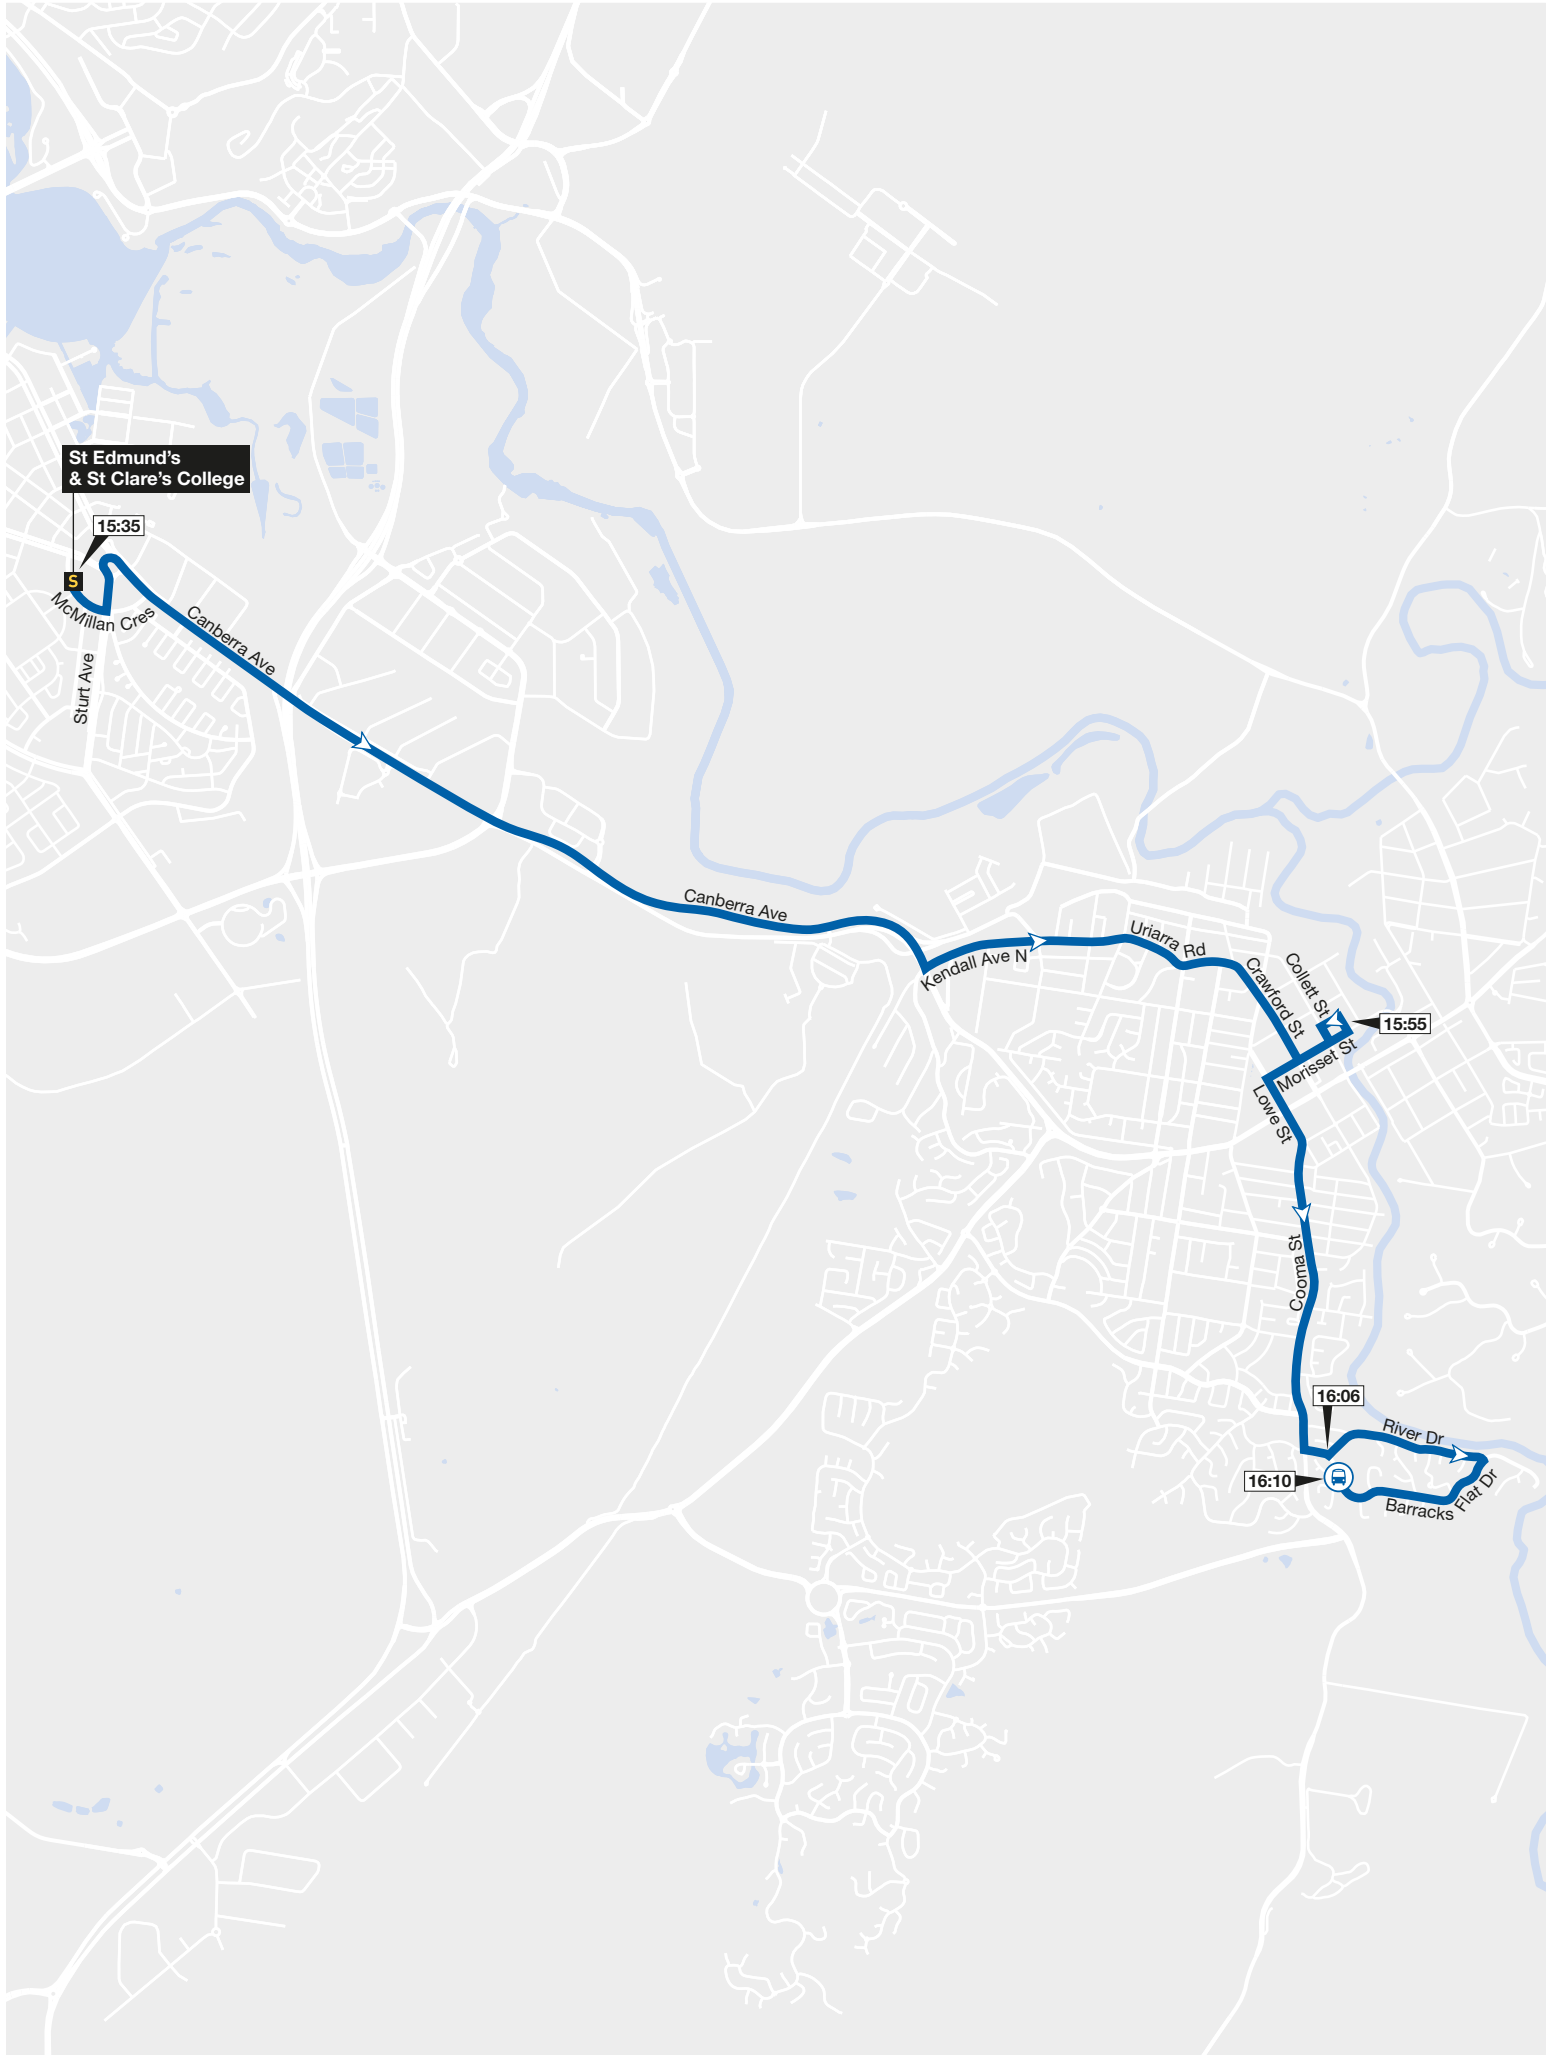 St Edmund's
& St Clare's College
15:35
S
McMillan Cres
Canberra Ave
Sturt Ave
Canberra Ave
Kendall Ave N
Uriarra Rd
Crawford St
Collett St
15:55
Morisset St
Lowe St
Cooma St
16:06
River Dr
16:10
Barracks Flat Dr